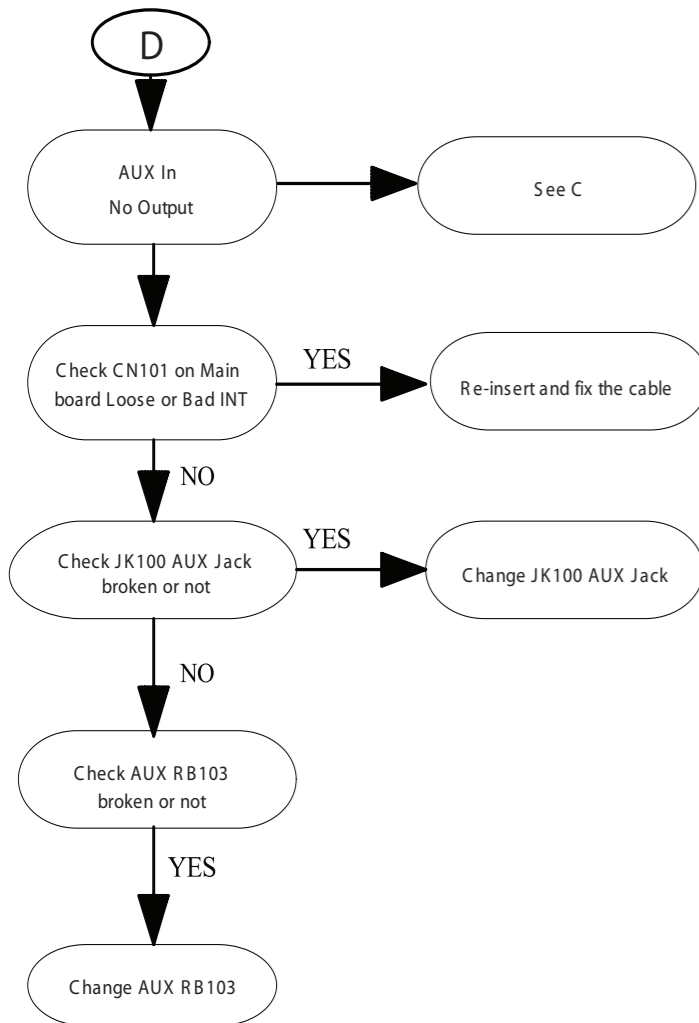 D
AUX In
No Output
See C
Check CN101 on Main
board Loose or Bad INT
YES
Re-insert and fix the cable
NO
Check JK100 AUX Jack
broken or not
YES
Change JK100 AUX Jack
NO
Check AUX RB103
broken or not
YES
Change AUX RB103